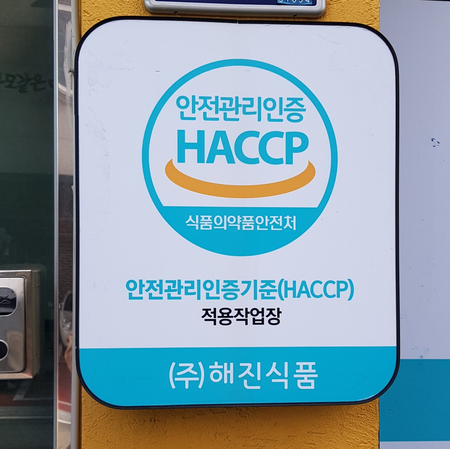 안전관리인증
HACCP
식품의약품안전처
안전관리인증기준(HACCP)
적용작업장
(주)해진식품